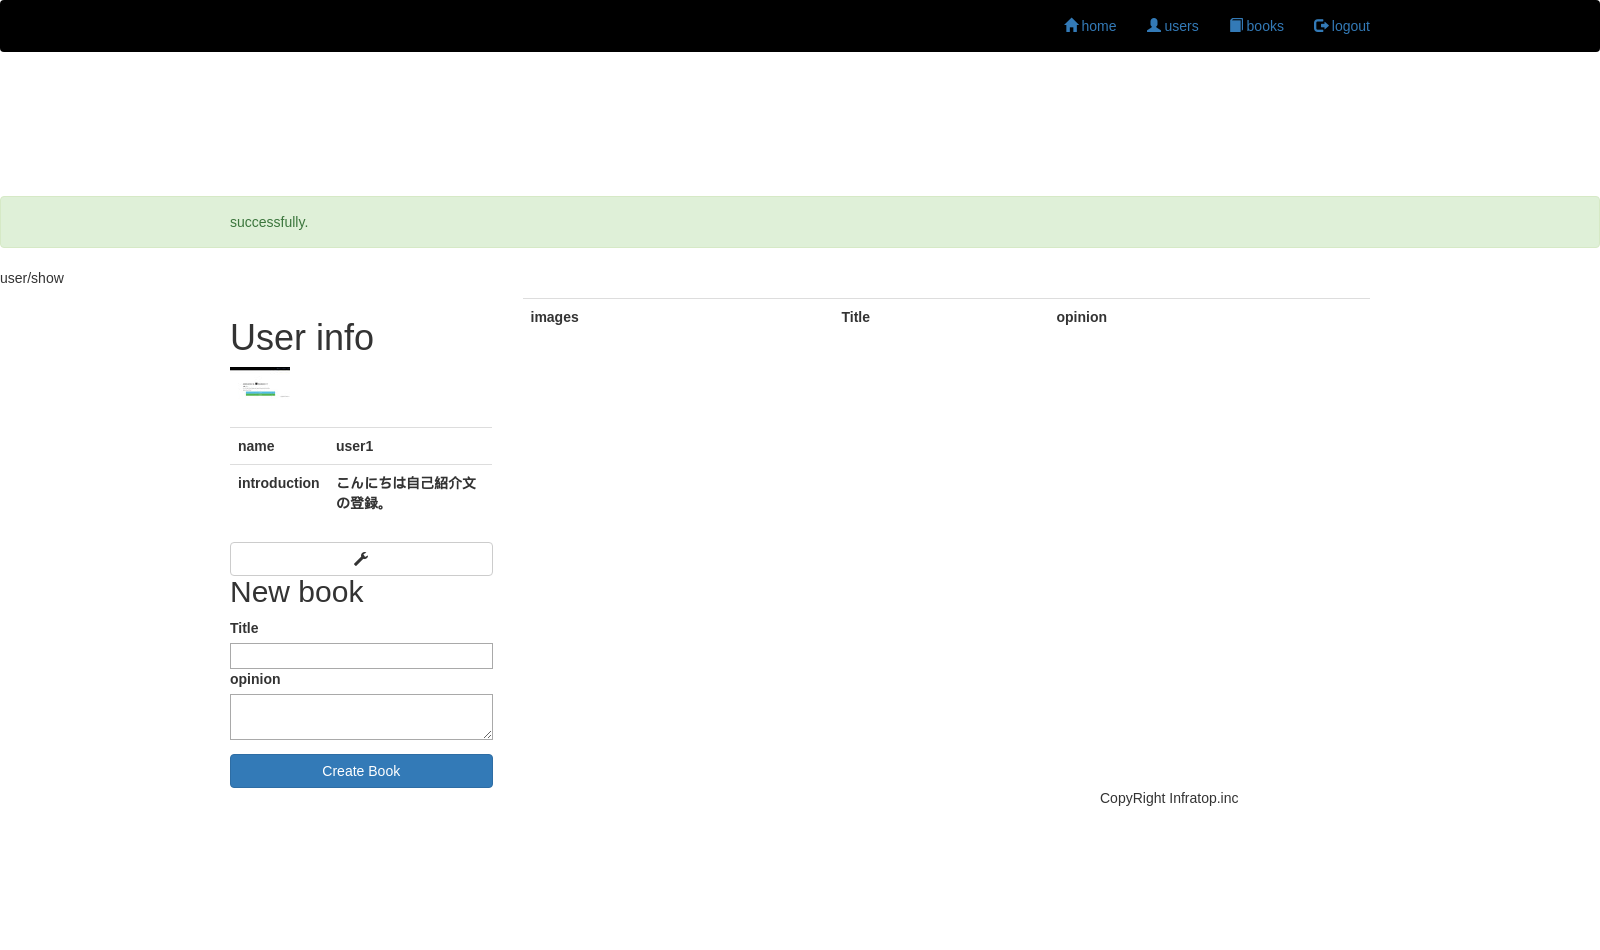 home users books logout
successfully.
user/show
images Title opinion
User info
name user1
introduction こんにちは自己紹介文
の登録。
New book
Title
opinion
Create Book
CopyRight Infratop.inc